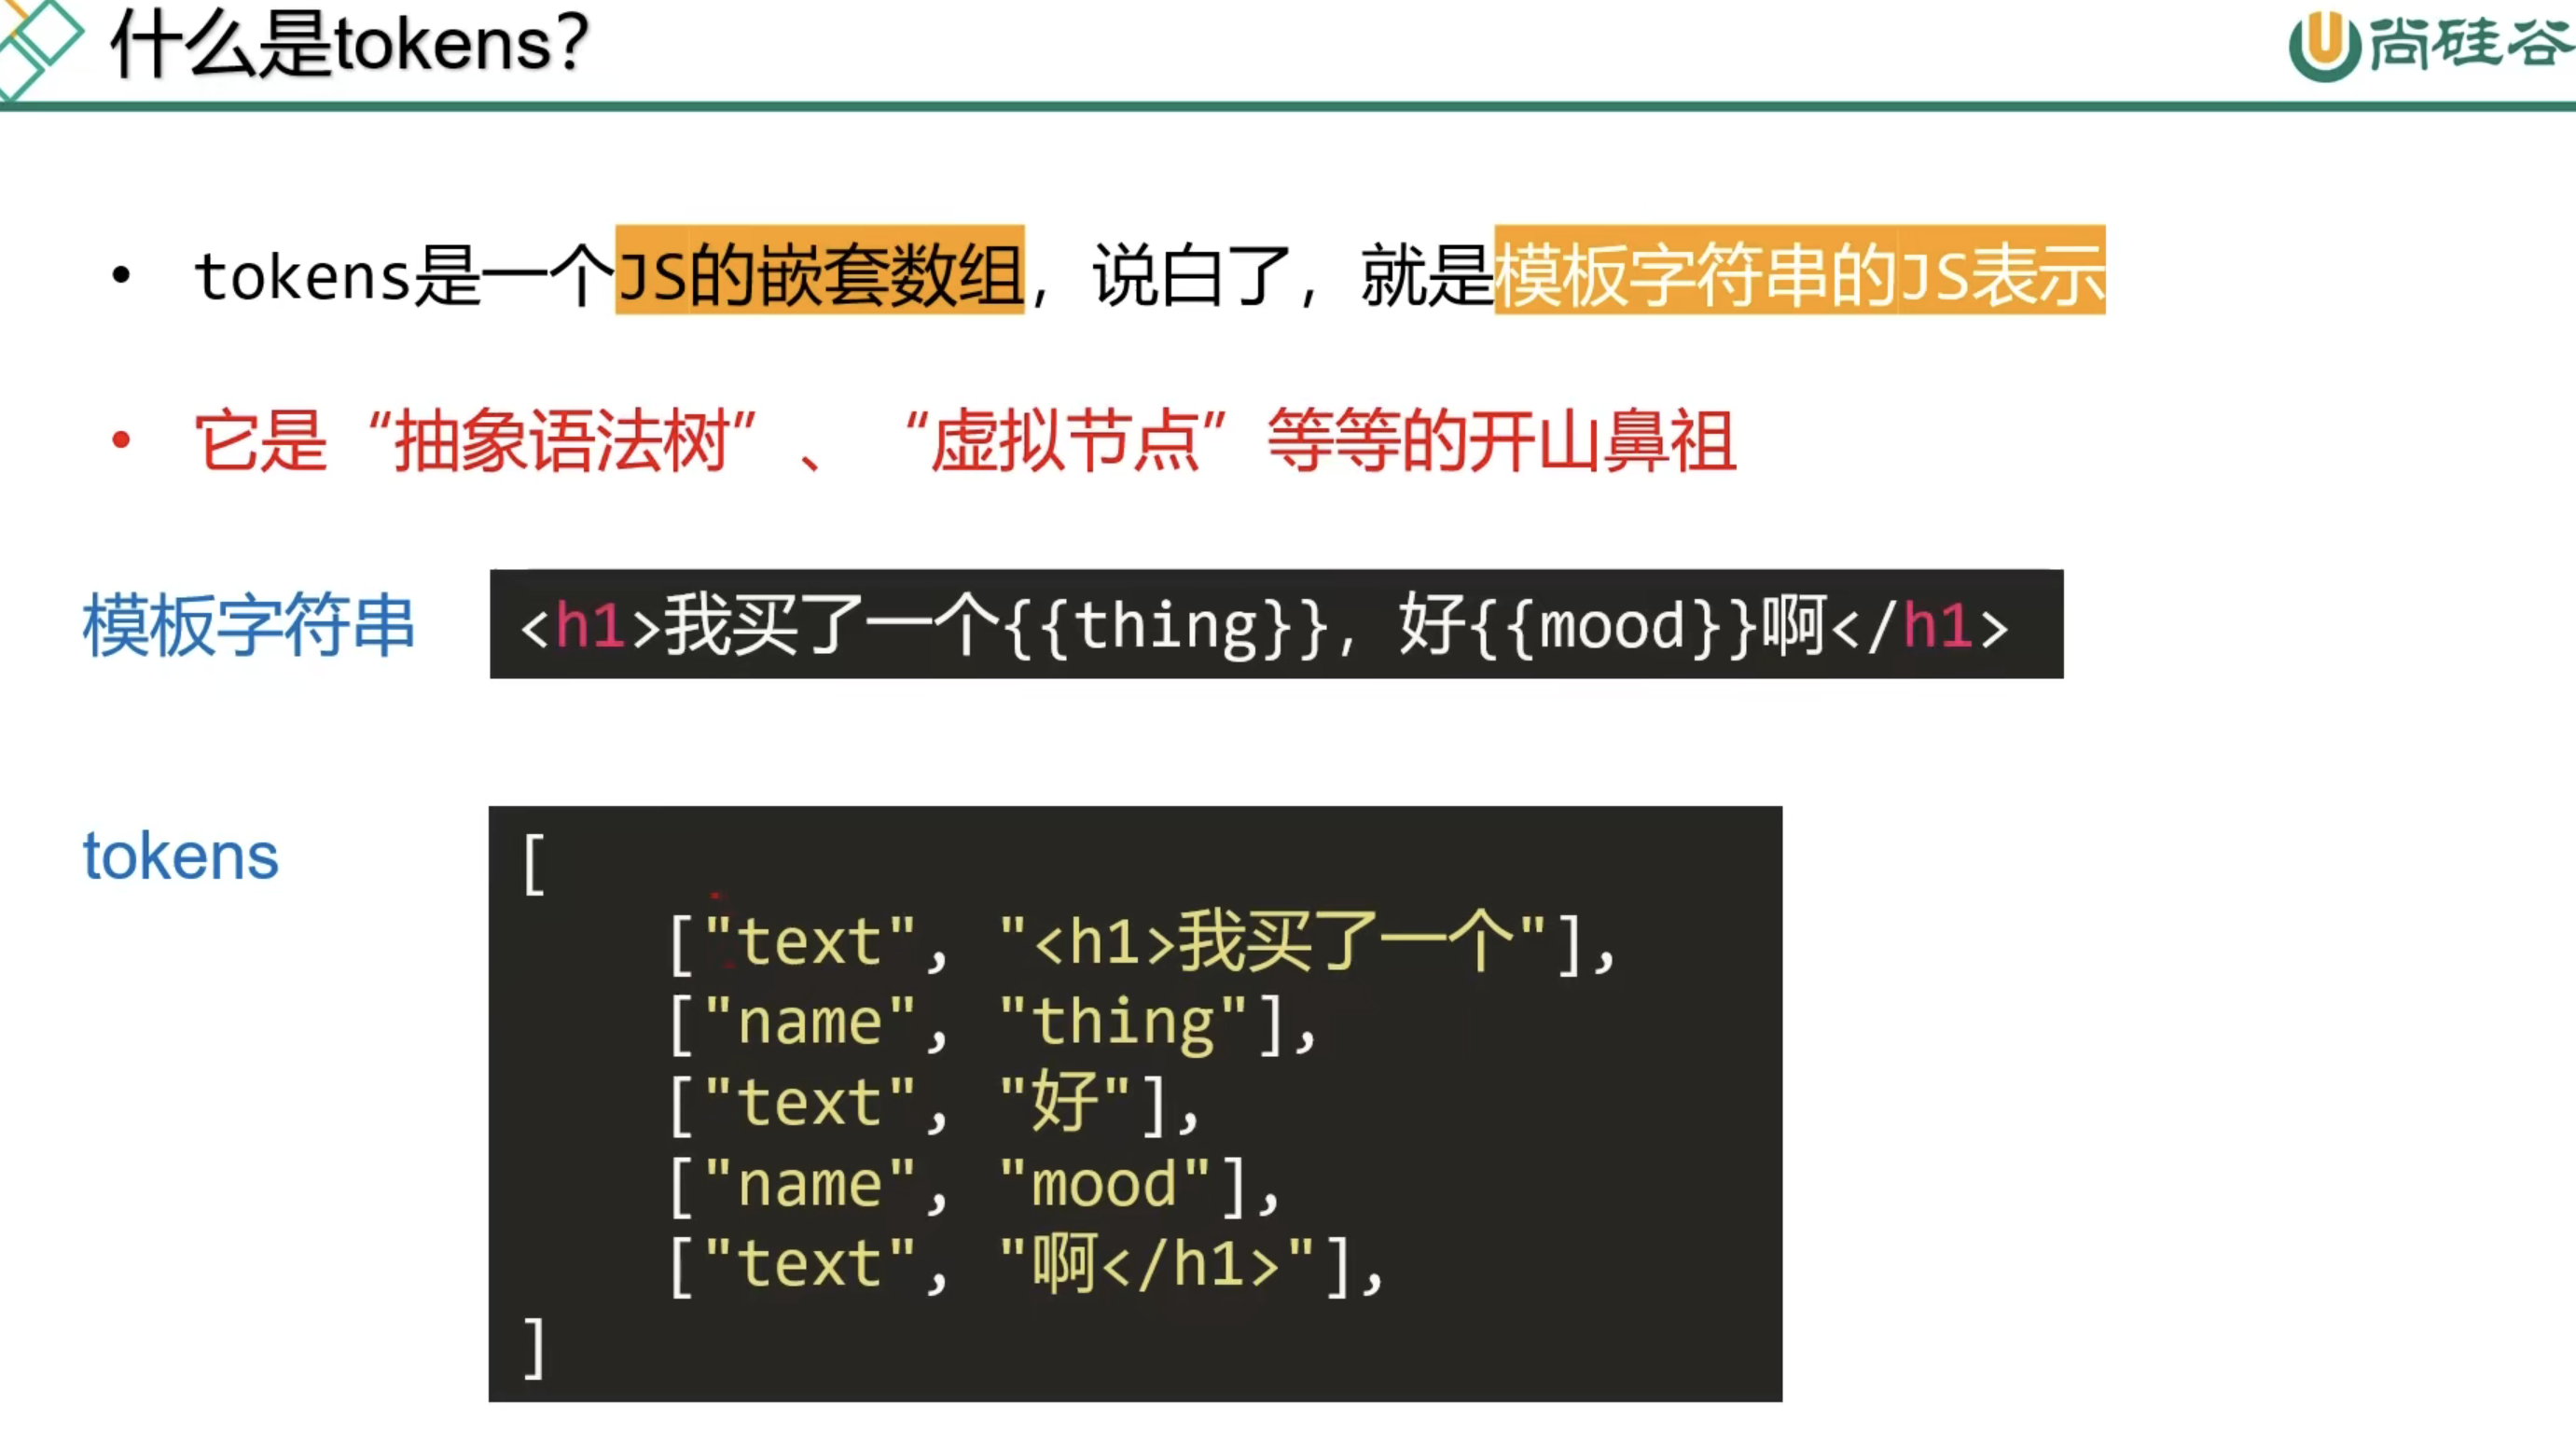 什么是tokens?
尚硅谷
• tokens是一个JS的嵌套数组，说白了，就是模板字符串的JS表示
• 它是“抽象语法树”、“虚拟节点”等等的开山鼻祖
模板字符串
<h1>我买了一个{{thing}}，好{{mood}}啊</h1>
tokens
[
["text", "<h1>我买了一个"],
["name", "thing"],
["text", "好"],
["name", "mood"],
["text", "啊</h1>"],
]